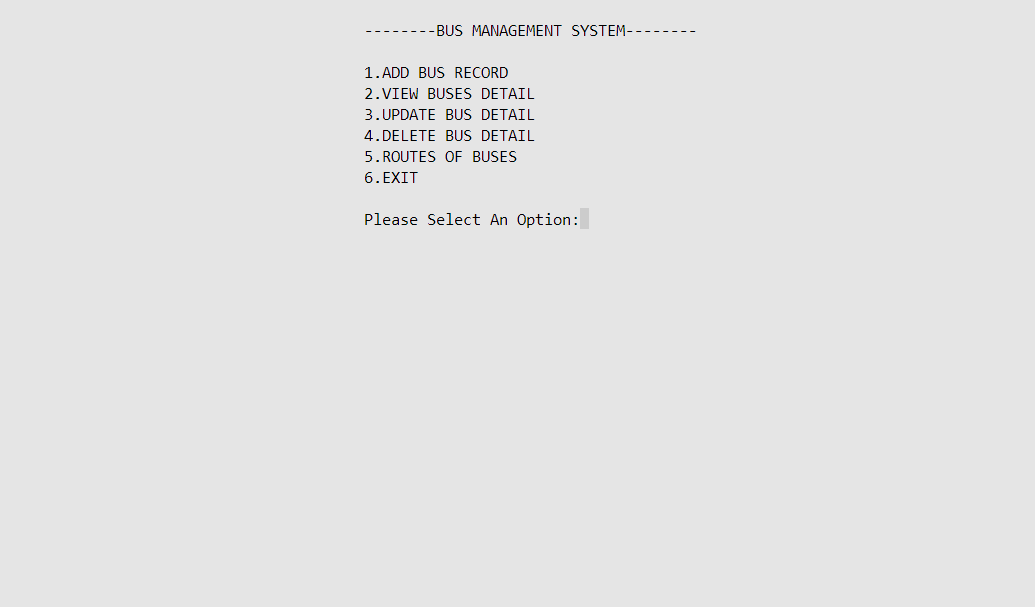 --------BUS MANAGEMENT SYSTEM--------
1.ADD BUS RECORD
2.VIEW BUSES DETAIL
3.UPDATE BUS DETAIL
4.DELETE BUS DETAIL
5.ROUTES OF BUSES
6.EXIT
Please Select An Option: